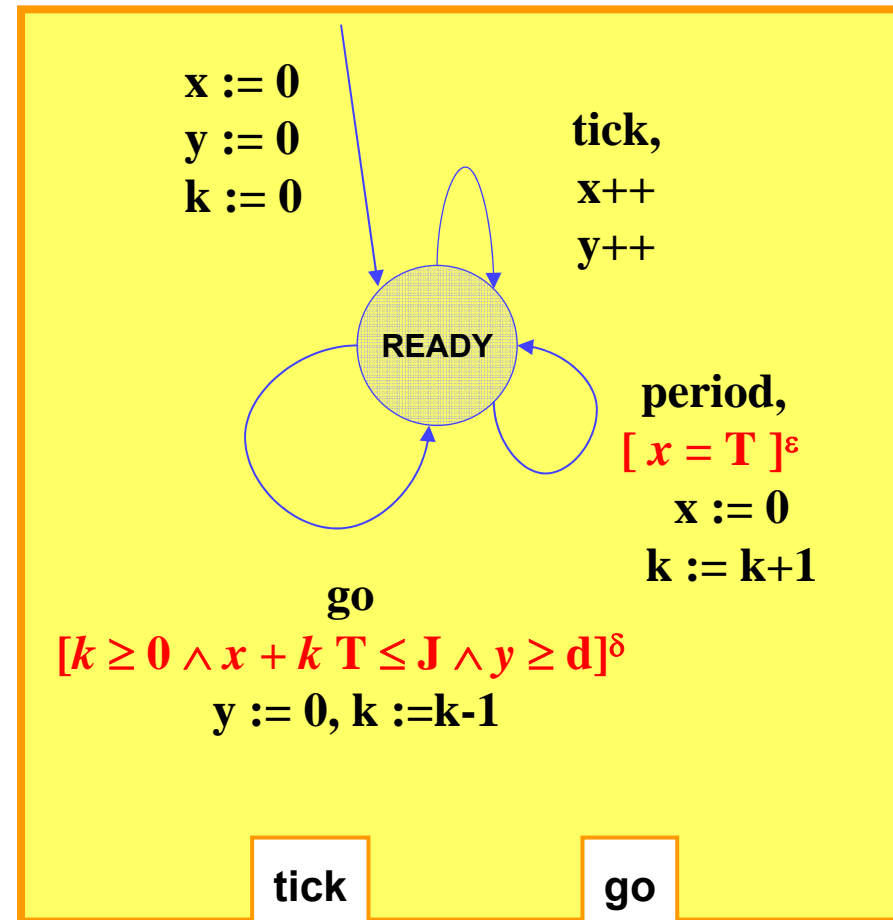 x := 0
y := 0
k := 0
tick,
x++
y++
READY
period,
[ x = T ]ᵋ
x := 0
k := k+1
go
[k ≥ 0 ∧ x + k T ≤ J ∧ y ≥ d]ᵟ
y := 0, k :=k-1
tick
go